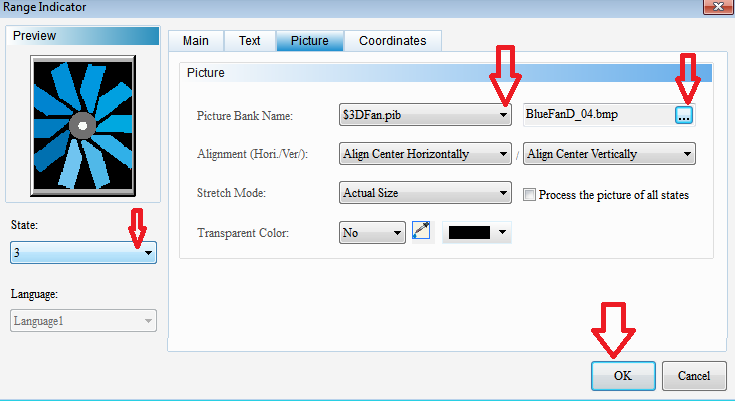 Range Indicator
Preview
Main Text Picture Coordinates
Picture
Picture Bank Name: $3DFan.pib BlueFanD_04.bmp ...
Alignment (Hori./Ver/): Align Center Horizontally / Align Center Vertically
Stretch Mode: Actual Size Process the picture of all states
Transparent Color: No
State:
3
Language:
Language1
OK Cancel